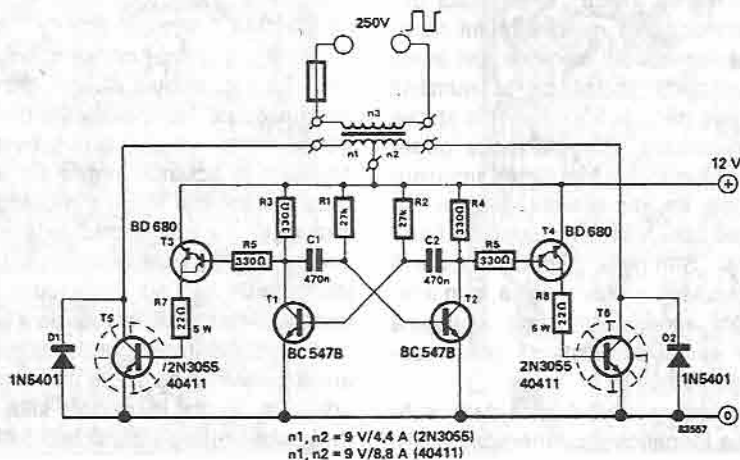 250V
n3
n1 n2
12 V
+
R3 330Ω
R1 27k
R2 27k
R4 330Ω
BD 680
T3
R5 330Ω
C1 470n
C2 470n
R5 330Ω
T4
BD 680
R7 22Ω 5 W
R8 22Ω 5 W
T1
BC 547B
T2
BC 547B
D1
1N5401
T5
2N3055
40411
T6
2N3055
40411
D2
1N5401
0
83557
n1, n2 = 9 V/4,4 A (2N3055)
n1, n2 = 9 V/8,8 A (40411)